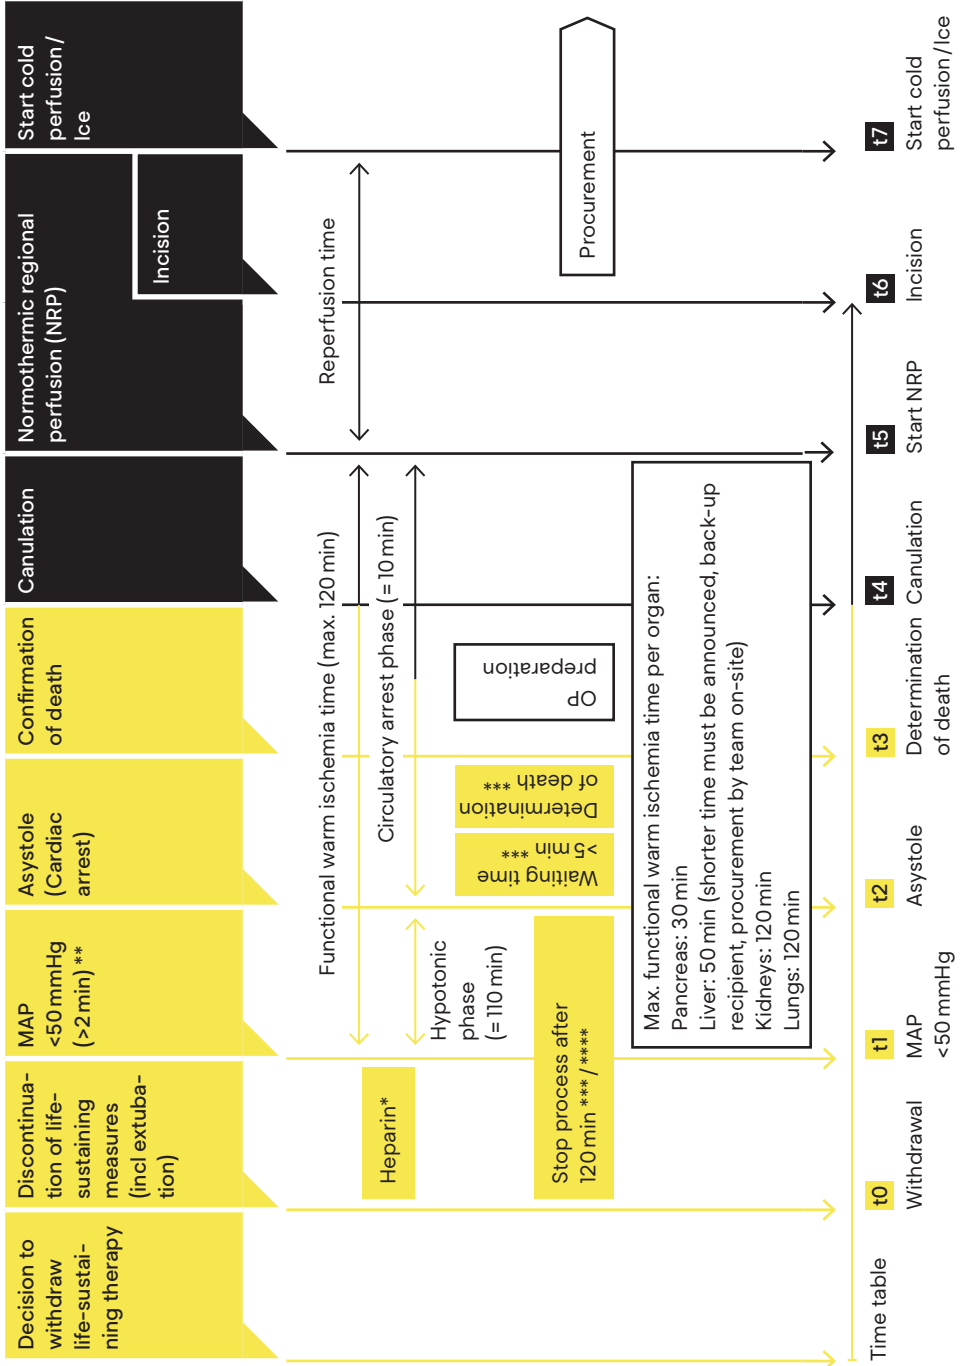 Decision to
withdraw
life-sustai-
ning therapy
Discontinua-
tion of life-
sustaining
measures
(incl extuba-
tion)
MAP
<50 mmHg
(>2 min) **
Asystole
(Cardiac
arrest)
Confirmation
of death
Canulation
Normothermic regional
perfusion (NRP)
Incision
Start cold
perfusion /
Ice
Functional warm ischemia time (max. 120 min)
Reperfusion time
Heparin*
Circulatory arrest phase (= 10 min)
Hypotonic
phase
(= 110 min)
Waiting time
>5 min ***
Determination
of death ***
OP
preparation
Stop process after
120 min *** / ****
Procurement
Max. functional warm ischemia time per organ:
Pancreas: 30 min
Liver: 50 min (shorter time must be announced, back-up
recipient, procurement by team on-site)
Kidneys: 120 min
Lungs: 120 min
Time table
t0
Withdrawal
t1
MAP
<50 mmHg
t2
Asystole
t3
Determination
of death
t4
Canulation
t5
Start NRP
t6
Incision
t7
Start cold
perfusion / Ice